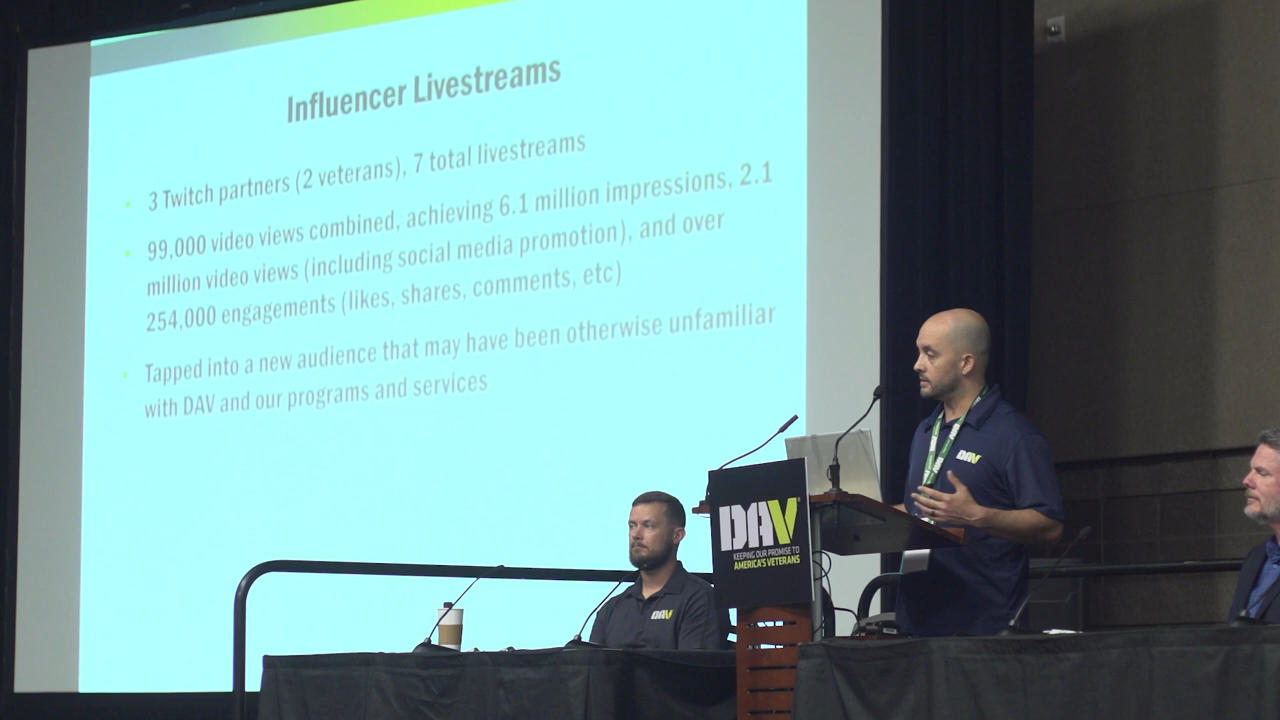 Influencer Livestreams
3 Twitch partners (2 veterans), 7 total livestreams
99,000 video views combined, achieving 6.1 million impressions, 2.1
million video views (including social media promotion), and over
254,000 engagements (likes, shares, comments, etc)
Tapped into a new audience that may have been otherwise unfamiliar
with DAV and our programs and services
DAV
DAV
KEEPING OUR PROMISE TO
AMERICA'S VETERANS
DAV